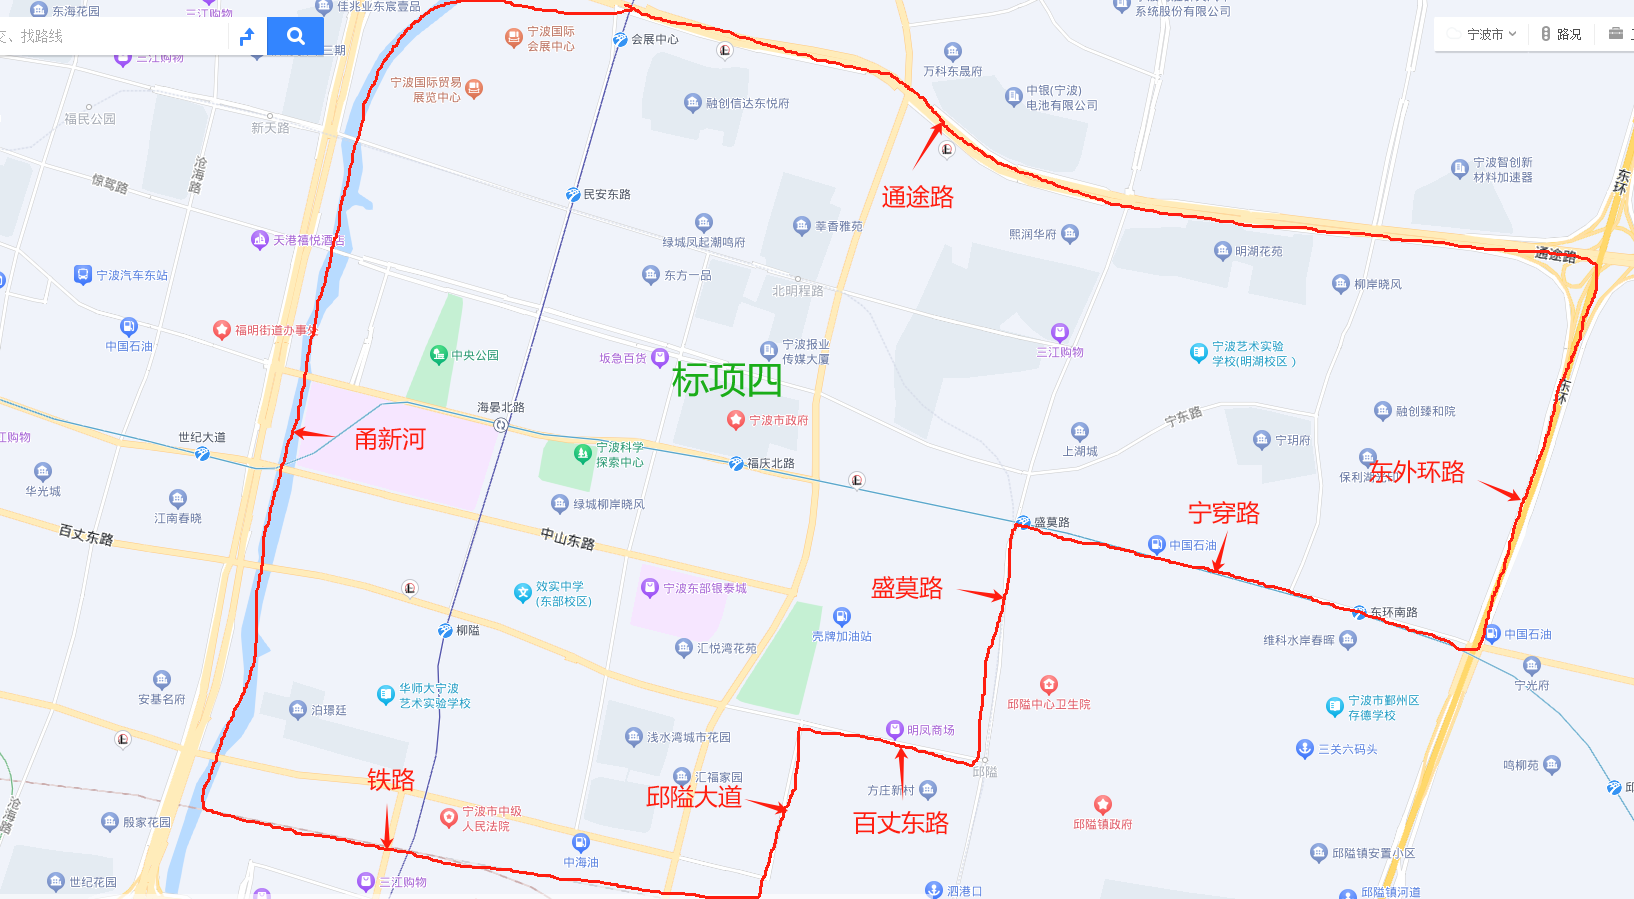 东海花园
三江购物
佳兆业东宸壹品
系统股份有限公司
交、找路线
三期
三江购物
宁波国际
会展中心
会展中心
万科东晟府
宁波市
路况
宁波国际贸易
展览中心
融创信达东悦府
中银(宁波)
电池有限公司
福民公园
新天路
沧海路
惊驾路
民安东路
通途路
宁波智创新
材料加速器
东环
天港禧悦酒店
绿城凤起潮鸣府
莘香雅苑
熙润华府
明湖花苑
通途路
宁波汽车东站
东方一品
北明程路
柳岸晓风
中国石油
福明街道办事处
中央公园
坂急百货
宁波报业
传媒大厦
三江购物
宁波艺术实验
学校(明湖校区)
标项四
东环
海晏北路
宁波市政府
宁东路
融创臻和院
江购物
世纪大道
甬新河
宁波科学
探索中心
福庆北路
上湖城
宁玥府
东外环路
华光城
江南春晓
绿城柳岸晓风
宁穿路
盛莫路
百丈东路
中山东路
中国石油
效实中学
(东部校区)
宁波东部银泰城
盛莫路
东环南路
柳隘
壳牌加油站
汇悦湾花苑
维科水岸春晖
中国石油
宁光府
安基名府
泊璟廷
华师大宁波
艺术实验学校
邱隘中心卫生院
宁波市鄞州区
存德学校
浅水湾城市花园
明凤商场
三关六码头
鸣柳苑
邱隘
铁路
汇福家园
邱隘大道
方庄新村
百丈东路
邱隘镇政府
沧海路
殷家花园
宁波市中级
人民法院
中海油
邱隘镇安置小区
世纪花园
三江购物
泗港口
邱隘镇河道